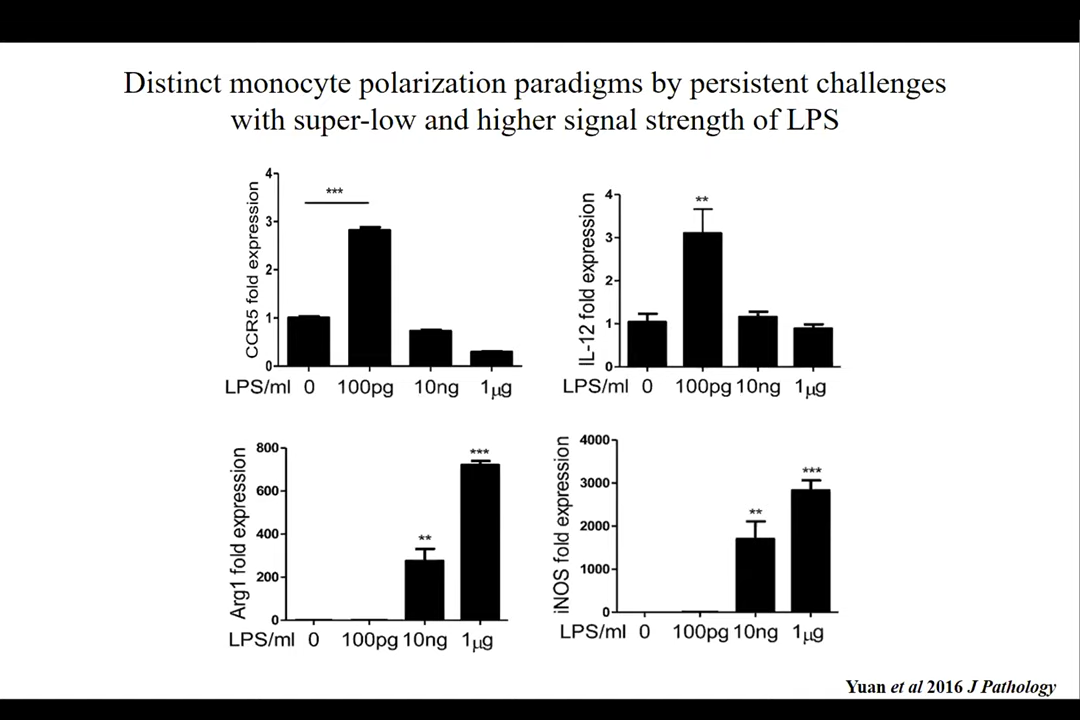 Distinct monocyte polarization paradigms by persistent challenges
with super-low and higher signal strength of LPS
CCR5 fold expression
4
3
2
1
0
***
LPS/ml 0 100pg 10ng 1μg
IL-12 fold expression
4
3
2
1
0
**
LPS/ml 0 100pg 10ng 1μg
Arg1 fold expression
800
600
400
200
0
**
***
LPS/ml 0 100pg 10ng 1μg
iNOS fold expression
4000
3000
2000
1000
0
**
***
LPS/ml 0 100pg 10ng 1μg
Yuan et al 2016 J Pathology